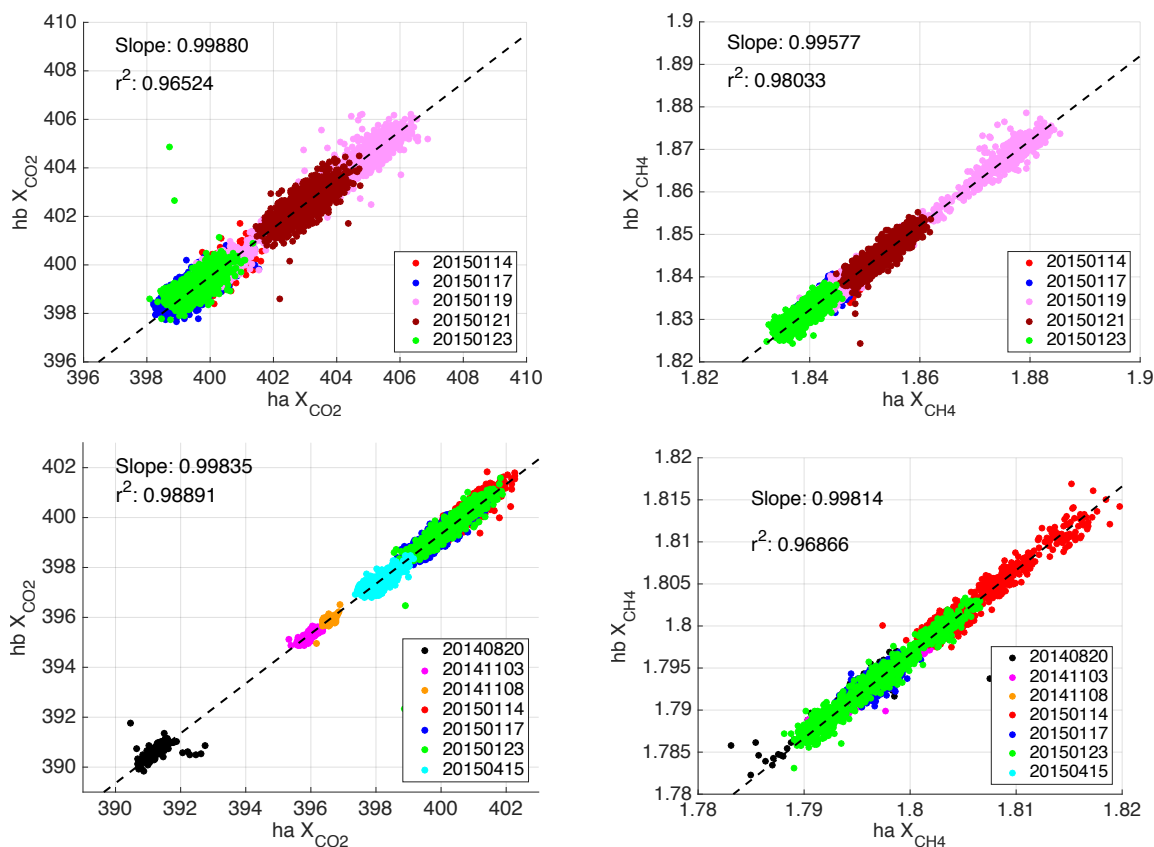 Slope: 0.99880
r2: 0.96524
410
408
406
404
402
400
398
396
hb XCO2
20150114
20150117
20150119
20150121
20150123
396 398 400 402 404 406 408 410
ha XCO2
Slope: 0.99577
r2: 0.98033
1.9
1.89
1.88
1.87
1.86
1.85
1.84
1.83
1.82
hb XCH4
20150114
20150117
20150119
20150121
20150123
1.82 1.84 1.86 1.88 1.9
ha XCH4
Slope: 0.99835
r2: 0.98891
402
400
398
396
394
392
390
hb XCO2
20140820
20141103
20141108
20150114
20150117
20150123
20150415
390 392 394 396 398 400 402
ha XCO2
Slope: 0.99814
r2: 0.96866
1.82
1.815
1.81
1.805
1.8
1.795
1.79
1.785
1.78
hb XCH4
20140820
20141103
20141108
20150114
20150117
20150123
20150415
1.78 1.79 1.8 1.81 1.82
ha XCH4